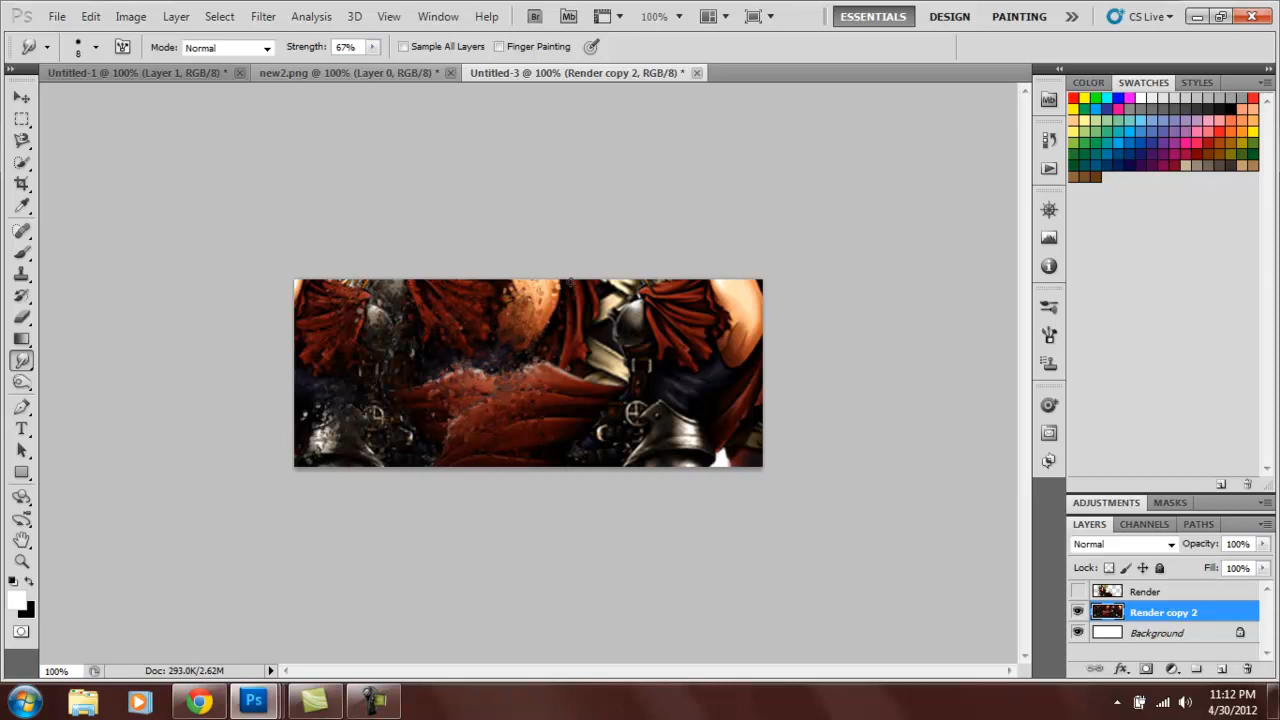 Ps File Edit Image Layer Select Filter Analysis 3D View Window Help Br Mb 100% ESSENTIALS DESIGN PAINTING CS Live
8 Mode: Normal Strength: 67% Sample All Layers Finger Painting
Untitled-1 @ 100% (Layer 1, RGB/8) * new2.png @ 100% (Layer 0, RGB/8) * Untitled-3 @ 100% (Render copy 2, RGB/8) *
COLOR SWATCHES STYLES
Mb
ADJUSTMENTS MASKS
LAYERS CHANNELS PATHS
Normal Opacity: 100%
Lock: Fill: 100%
Render
Render copy 2
Background
100% Doc: 293.0K/2.62M
Ps
11:12 PM
4/30/2012